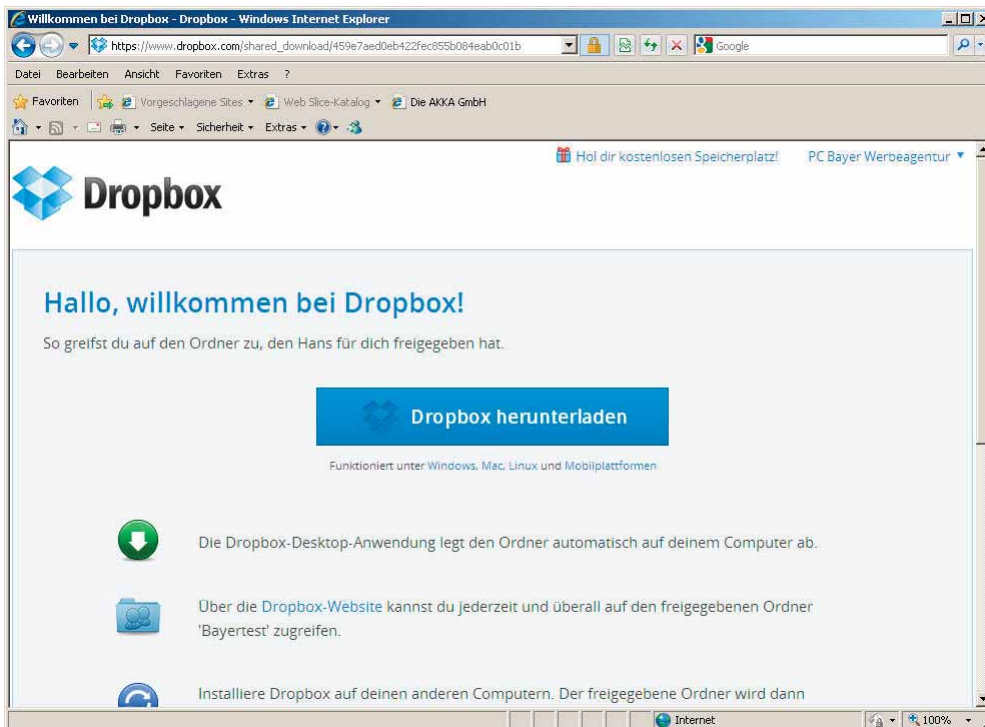 Willkommen bei Dropbox - Dropbox - Windows Internet Explorer
https://www.dropbox.com/shared_download/459e7aed0eb422fec855b084eab0c01b
Google
Datei Bearbeiten Ansicht Favoriten Extras ?
Favoriten Vorgeschlagene Sites Web Slice-Katalog Die AKKA GmbH
Seite Sicherheit Extras
Hol dir kostenlosen Speicherplatz! PC Bayer Werbeagentur
Dropbox
Hallo, willkommen bei Dropbox!
So greifst du auf den Ordner zu, den Hans für dich freigegeben hat.
Dropbox herunterladen
Funktioniert unter Windows, Mac, Linux und Mobilplattformen
Die Dropbox-Desktop-Anwendung legt den Ordner automatisch auf deinem Computer ab.
Über die Dropbox-Website kannst du jederzeit und überall auf den freigegebenen Ordner
'Bayertest' zugreifen.
Installiere Dropbox auf deinen anderen Computern. Der freigegebene Ordner wird dann
Internet 100%